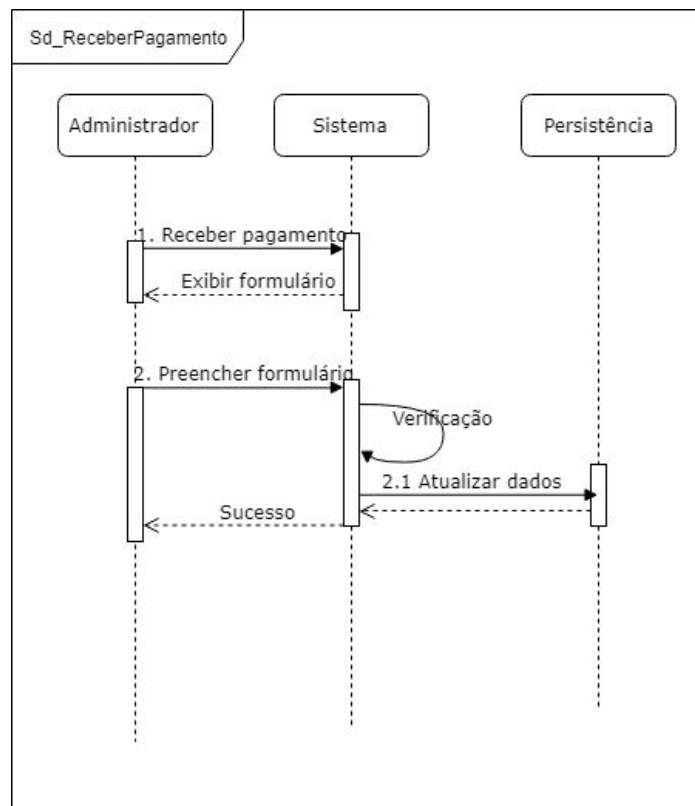 Sd_ReceberPagamento
Administrador
Sistema
Persistência
1. Receber pagamento
Exibir formulário
2. Preencher formulário
Verificação
2.1 Atualizar dados
Sucesso